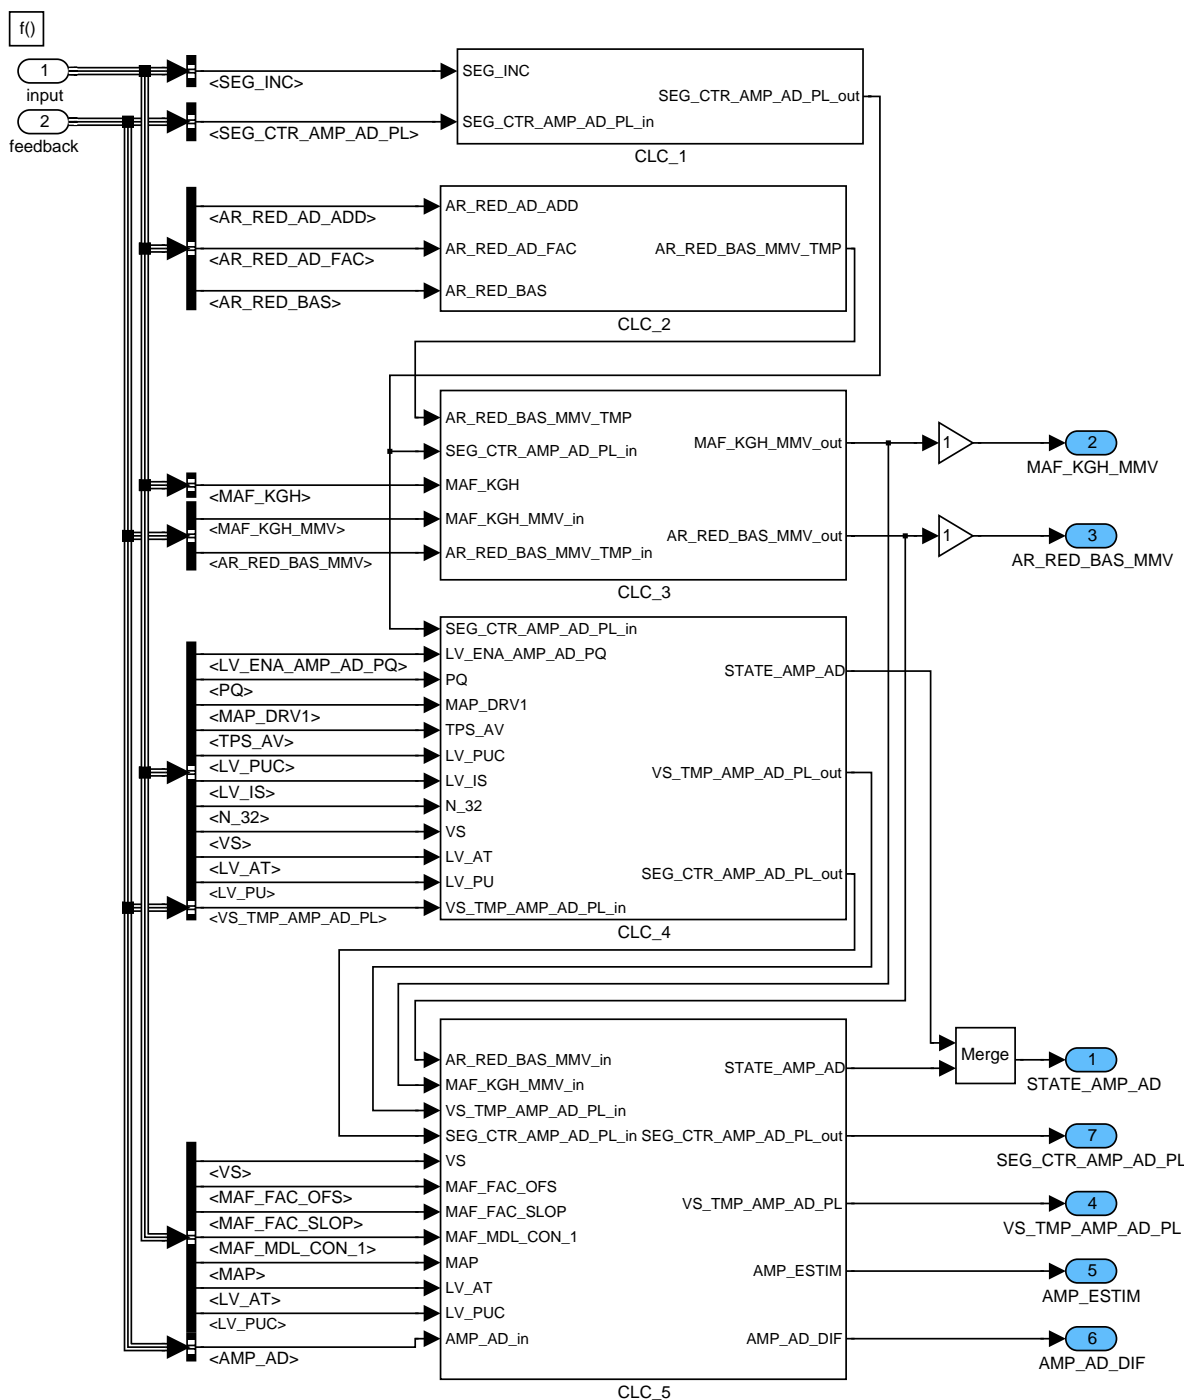 f()
1
input
2
feedback
<SEG_INC>
<SEG_CTR_AMP_AD_PL>
SEG_INC
SEG_CTR_AMP_AD_PL_in
SEG_CTR_AMP_AD_PL_out
CLC_1
<AR_RED_AD_ADD>
<AR_RED_AD_FAC>
<AR_RED_BAS>
AR_RED_AD_ADD
AR_RED_AD_FAC
AR_RED_BAS
AR_RED_BAS_MMV_TMP
CLC_2
<MAF_KGH>
<MAF_KGH_MMV>
<AR_RED_BAS_MMV>
AR_RED_BAS_MMV_TMP
SEG_CTR_AMP_AD_PL_in
MAF_KGH
MAF_KGH_MMV_in
AR_RED_BAS_MMV_TMP_in
MAF_KGH_MMV_out
AR_RED_BAS_MMV_out
CLC_3
1
2
MAF_KGH_MMV
1
3
AR_RED_BAS_MMV
<LV_ENA_AMP_AD_PQ>
<PQ>
<MAP_DRV1>
<TPS_AV>
<LV_PUC>
<LV_IS>
<N_32>
<VS>
<LV_AT>
<LV_PU>
<VS_TMP_AMP_AD_PL>
SEG_CTR_AMP_AD_PL_in
LV_ENA_AMP_AD_PQ
PQ
MAP_DRV1
TPS_AV
LV_PUC
LV_IS
N_32
VS
LV_AT
LV_PU
VS_TMP_AMP_AD_PL_in
STATE_AMP_AD
VS_TMP_AMP_AD_PL_out
SEG_CTR_AMP_AD_PL_out
CLC_4
<VS>
<MAF_FAC_OFS>
<MAF_FAC_SLOP>
<MAF_MDL_CON_1>
<MAP>
<LV_AT>
<LV_PUC>
<AMP_AD>
AR_RED_BAS_MMV_in
MAF_KGH_MMV_in
VS_TMP_AMP_AD_PL_in
SEG_CTR_AMP_AD_PL_in
VS
MAF_FAC_OFS
MAF_FAC_SLOP
MAF_MDL_CON_1
MAP
LV_AT
LV_PUC
AMP_AD_in
STATE_AMP_AD
SEG_CTR_AMP_AD_PL_out
VS_TMP_AMP_AD_PL
AMP_ESTIM
AMP_AD_DIF
CLC_5
Merge
1
STATE_AMP_AD
7
SEG_CTR_AMP_AD_PL
4
VS_TMP_AMP_AD_PL
5
AMP_ESTIM
6
AMP_AD_DIF